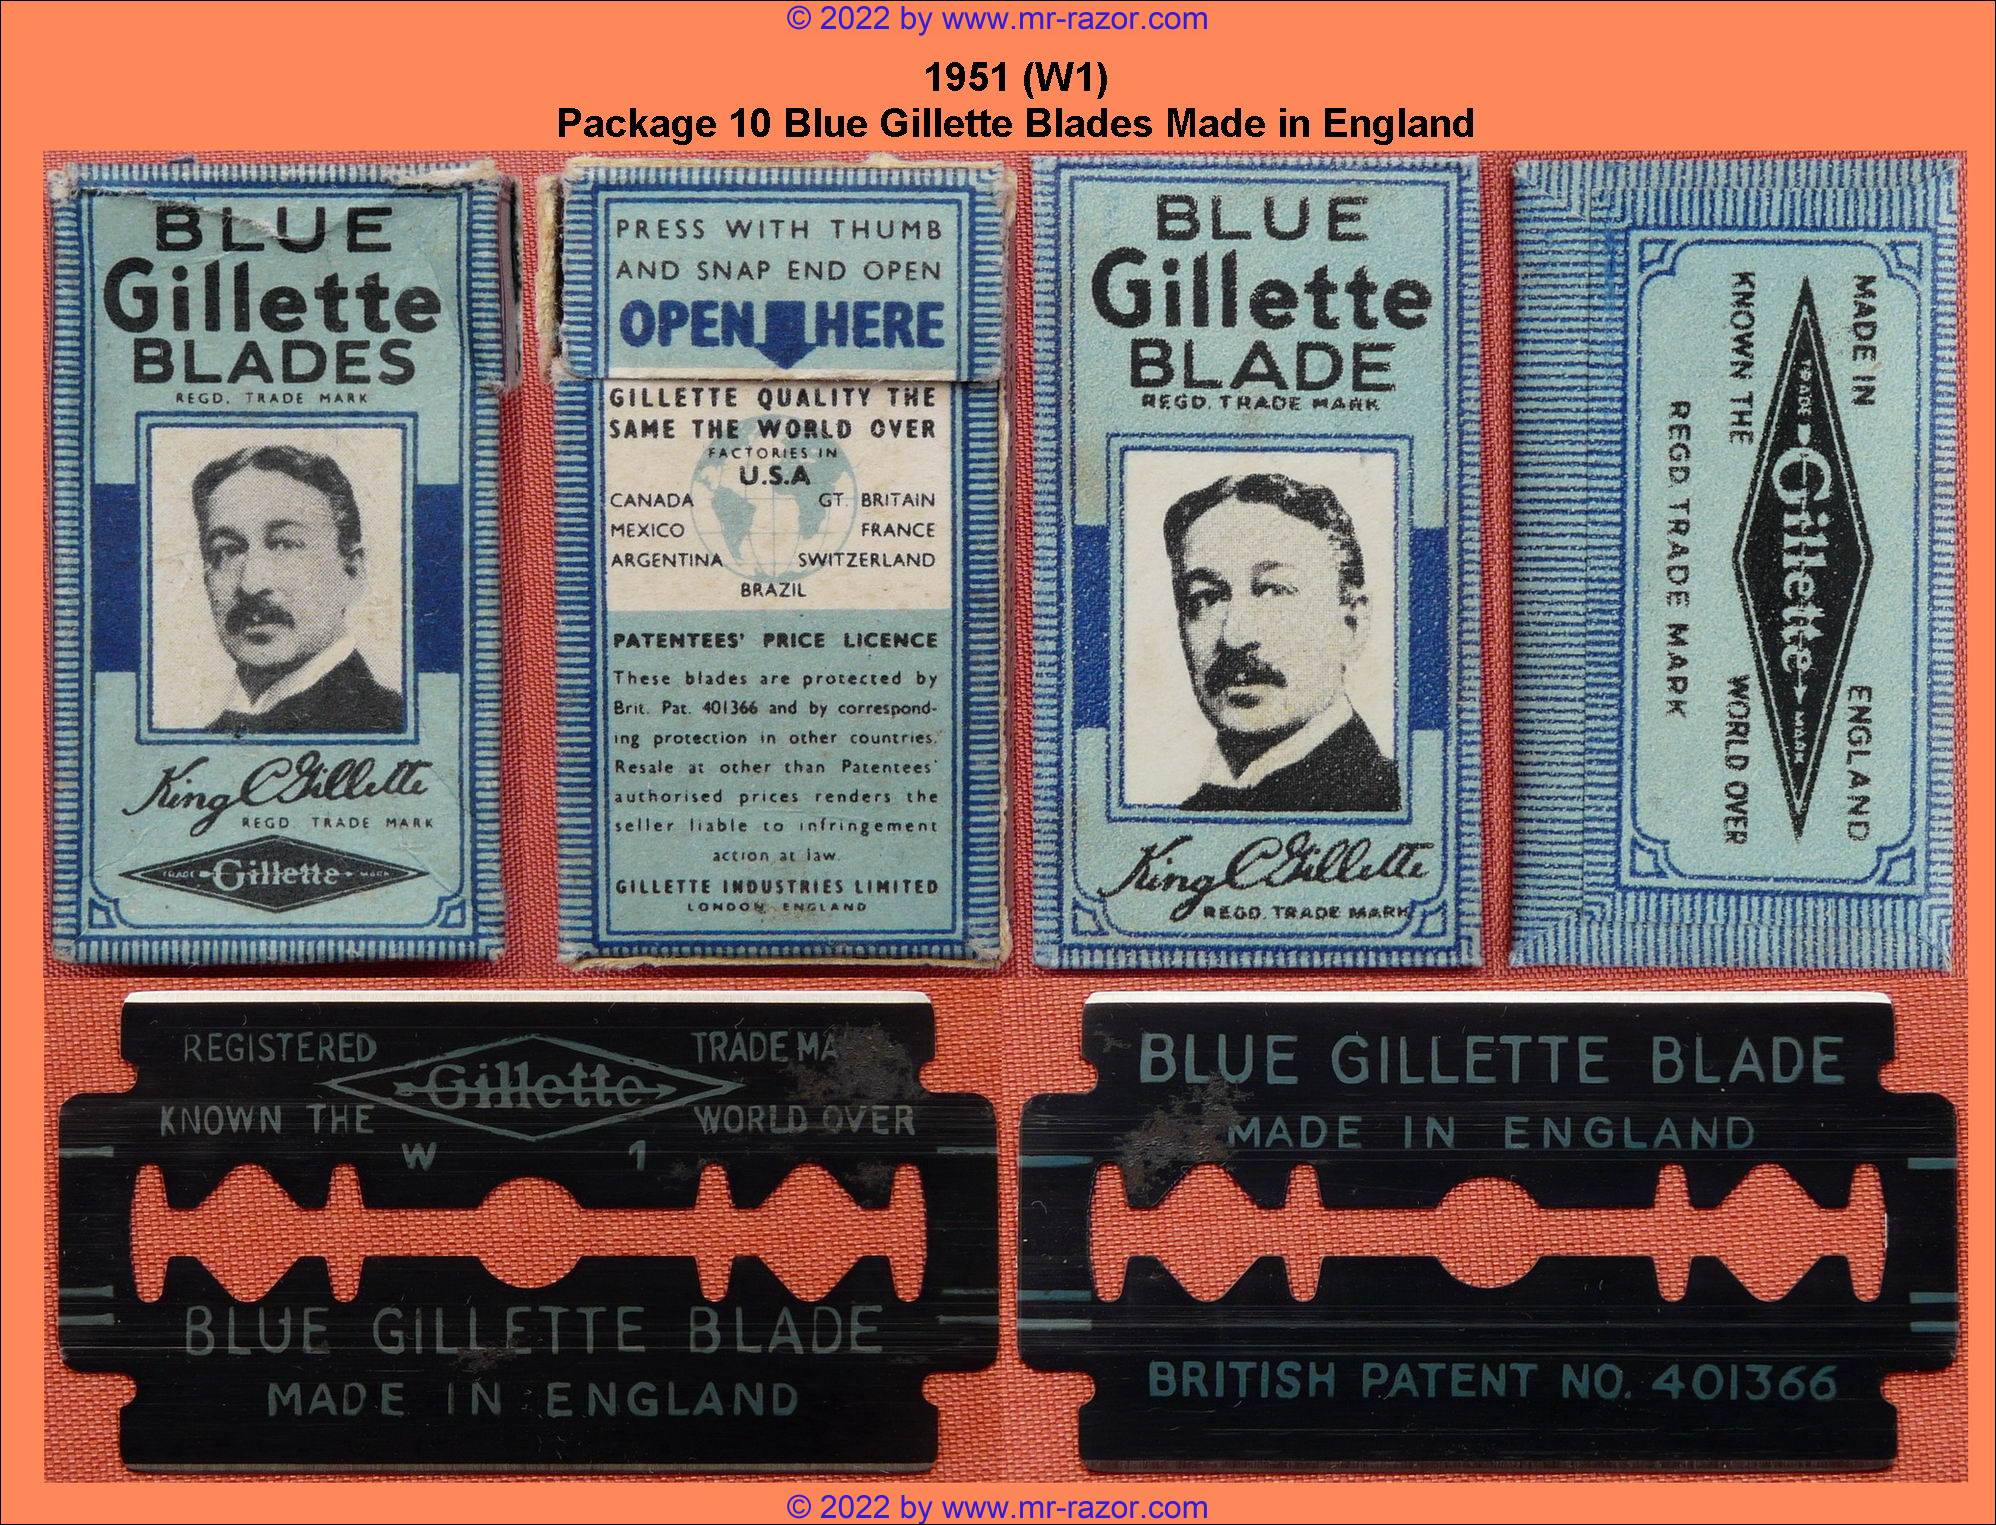 © 2022 by www.mr-razor.com
1951 (W1)
Package 10 Blue Gillette Blades Made in England
BLUE
Gillette
BLADES
REGD. TRADE MARK
King C Gillette
REGD TRADE MARK
TRADE Gillette MARK
PRESS WITH THUMB
AND SNAP END OPEN
OPEN HERE
GILLETTE QUALITY THE
SAME THE WORLD OVER
FACTORIES IN
U.S.A
CANADA GT. BRITAIN
MEXICO FRANCE
ARGENTINA SWITZERLAND
BRAZIL
PATENTEES' PRICE LICENCE
These blades are protected by
Brit. Pat. 401366 and by correspond-
ing protection in other countries.
Resale at other than Patentees'
authorised prices renders the
seller liable to infringement
action at law.
GILLETTE INDUSTRIES LIMITED
LONDON ENGLAND
BLUE
Gillette
BLADE
REGD. TRADE MARK
King C Gillette
REGD. TRADE MARK
MADE IN ENGLAND
TRADE Gillette MARK
KNOWN THE WORLD OVER
REGD TRADE MARK
REGISTERED Gillette TRADE MA
KNOWN THE WORLD OVER
W 1
BLUE GILLETTE BLADE
MADE IN ENGLAND
BLUE GILLETTE BLADE
MADE IN ENGLAND
BRITISH PATENT NO. 401366
© 2022 by www.mr-razor.com